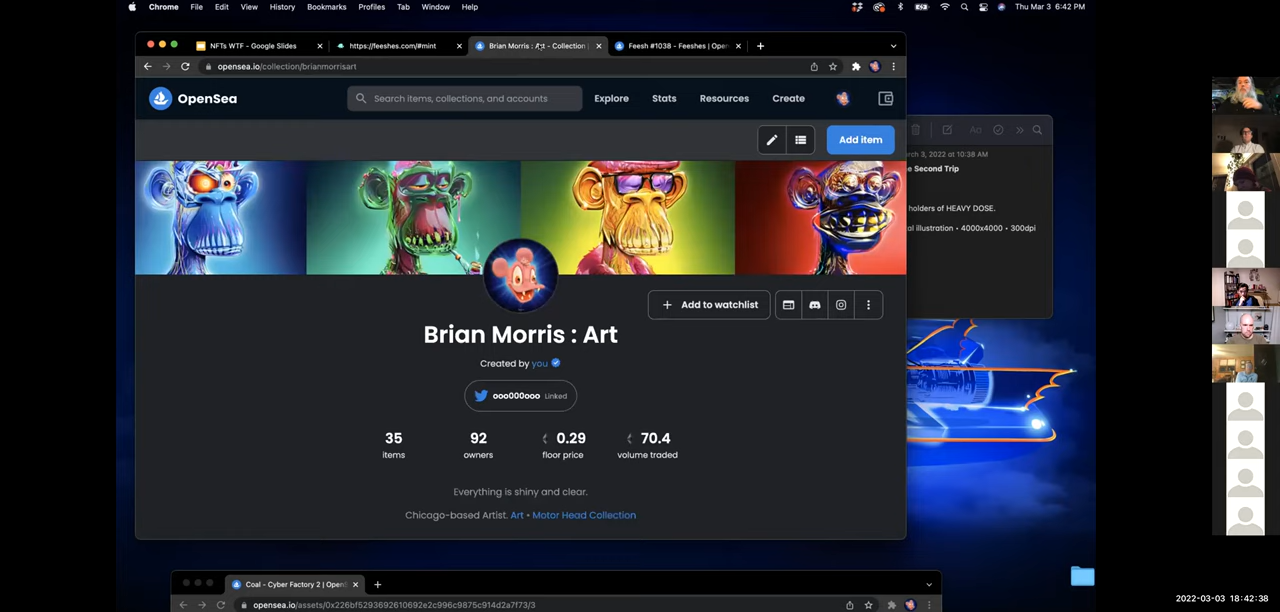 Chrome File Edit View History Bookmarks Profiles Tab Window Help Thu Mar 3 6:42 PM
NFTs WTF - Google Slides https://feeshes.com/#mint Brian Morris : Art - Collection Feesh #1038 - Feeshes | Open
opensea.io/collection/brianmorrisart
OpenSea Search items, collections, and accounts Explore Stats Resources Create
Aa
Add item
rch 3, 2022 at 10:38 AM
e Second Trip
holders of HEAVY DOSE.
al illustration • 4000x4000 • 300dpi
Add to watchlist
Brian Morris : Art
Created by you
ooo000ooo Linked
35 92 0.29 70.4
items owners floor price volume traded
Everything is shiny and clear.
Chicago-based Artist. Art • Motor Head Collection
Coal - Cyber Factory 2 | Open
opensea.io/assets/0x226bf5293692610692e2c996c9875c914d2a7f73/3
2022-03-03 18:42:38